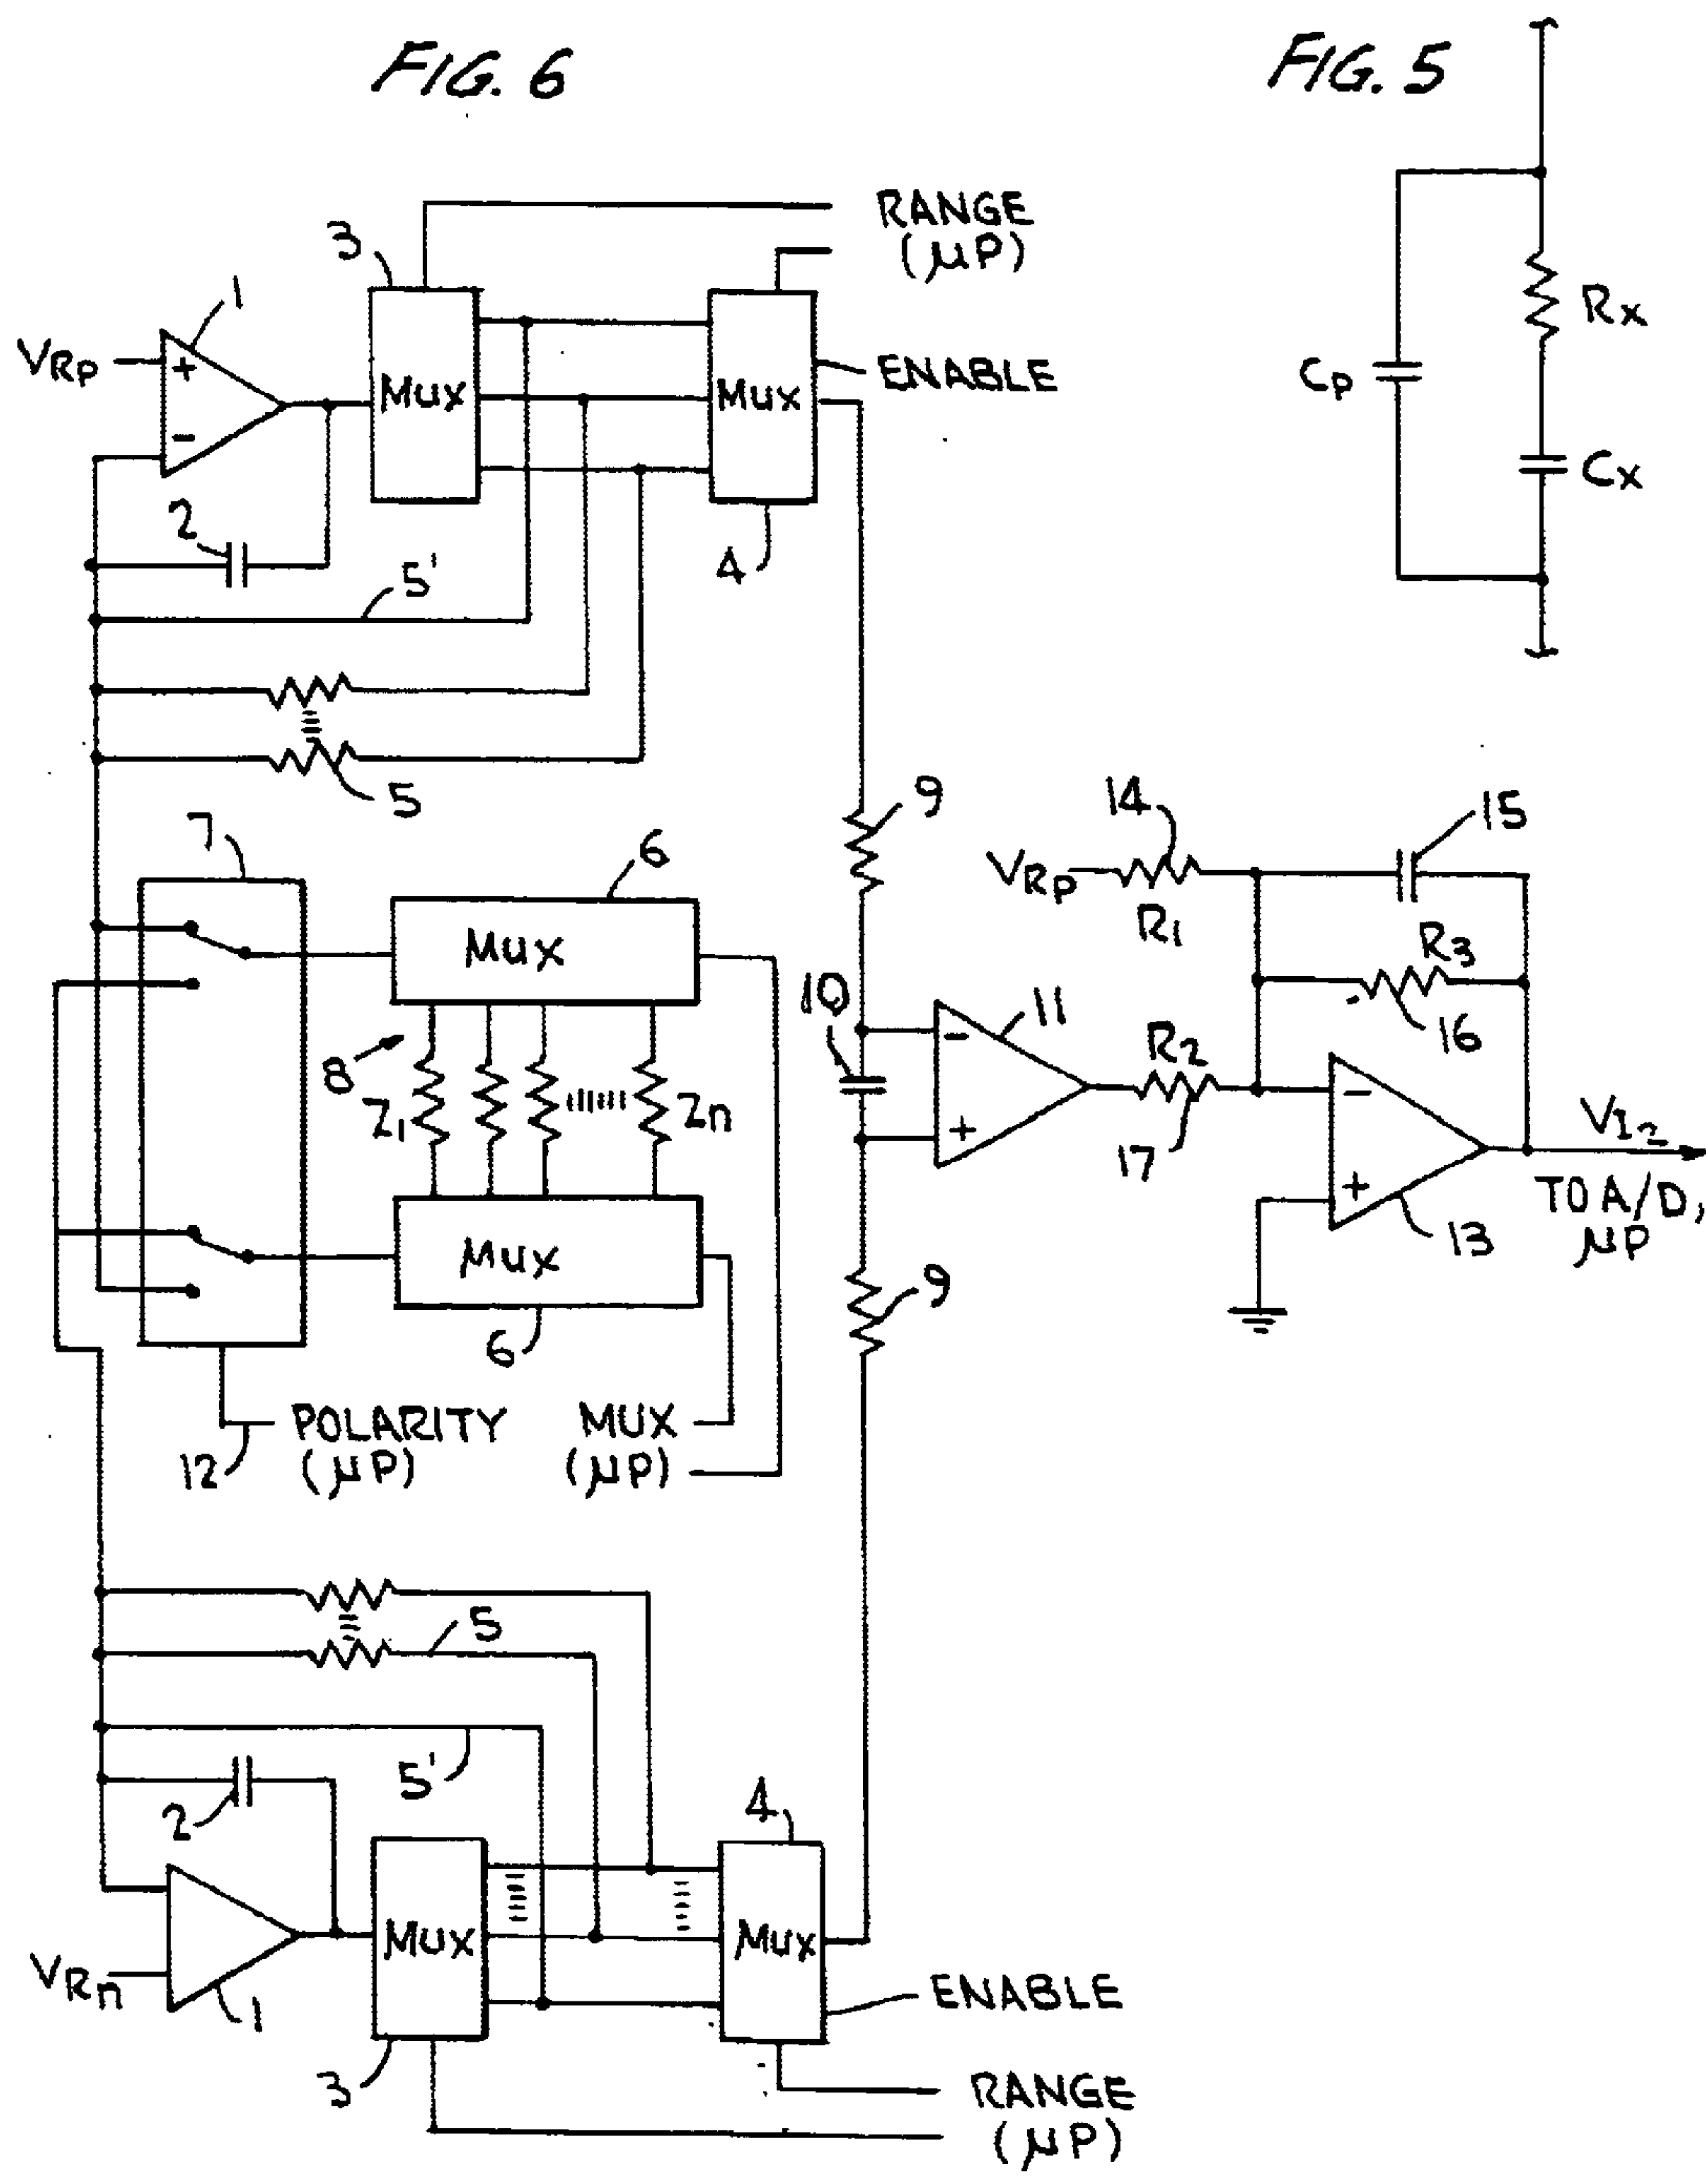 FIG. 6
FIG. 5
RANGE
(μP)
3
1
VRP
+
-
Mux
Mux
ENABLE
2
4
5'
5
RX
CP
CX
7
6
Mux
8
Z1
Zn
Mux
6
POLARITY
(μP)
12
MUX
(μP)
9
10
-
+
11
9
VRP
14
R1
15
R3
16
R2
17
-
+
13
VI2
TO A/D,
μP
5
5'
2
4
Mux
Mux
VRn
1
3
ENABLE
RANGE
(μP)